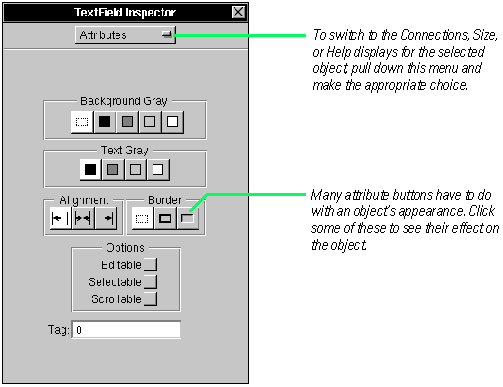 TextField Inspector
Attributes
To switch to the Connections, Size,
or Help displays for the selected
object, pull down this menu and
make the appropriate choice.
Background Gray
Text Gray
Alignment
Border
Many attribute buttons have to do
with an object's appearance. Click
some of these to see their effect on
the object.
Options
Editable
Selectable
Scrollable
Tag: 0